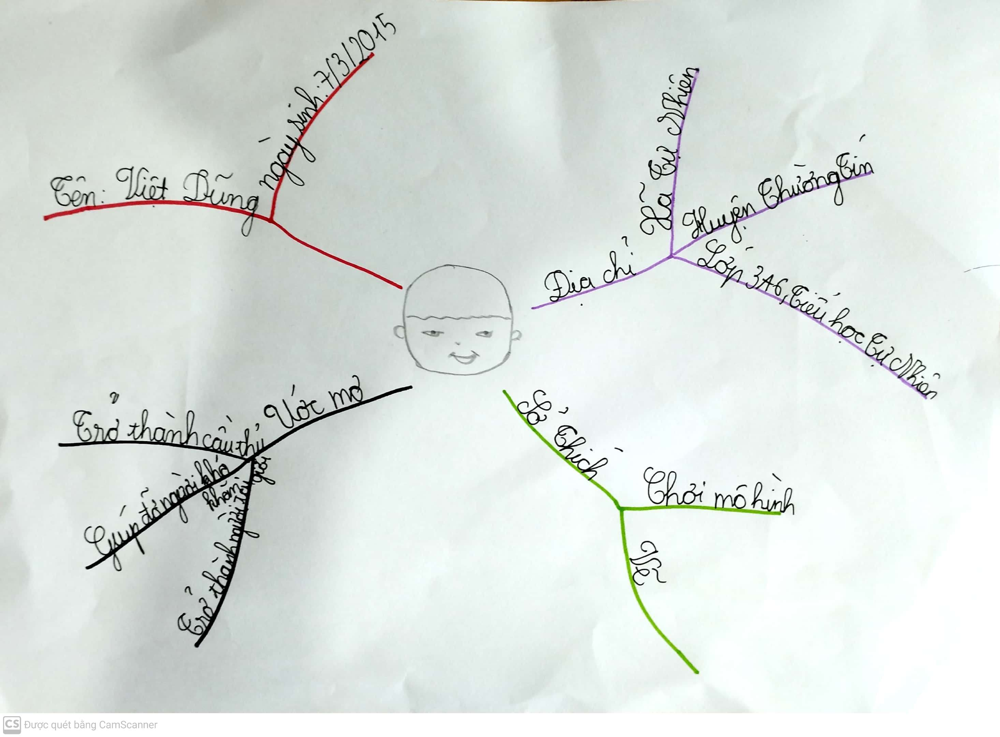 Tên: Việt Dũng
ngày sinh: 7/3/2015
Địa chỉ
Xã Tự Nhiên
Huyện Thường Tín
Lớp 3A6, Tiểu học Tự Nhiên
Ước mơ
Trở thành cầu thủ
Giúp đỡ người khó
khăn
Trở thành người tài giỏi
Sở Thích
Chơi mô hình
Vẽ
CS Được quét bằng CamScanner